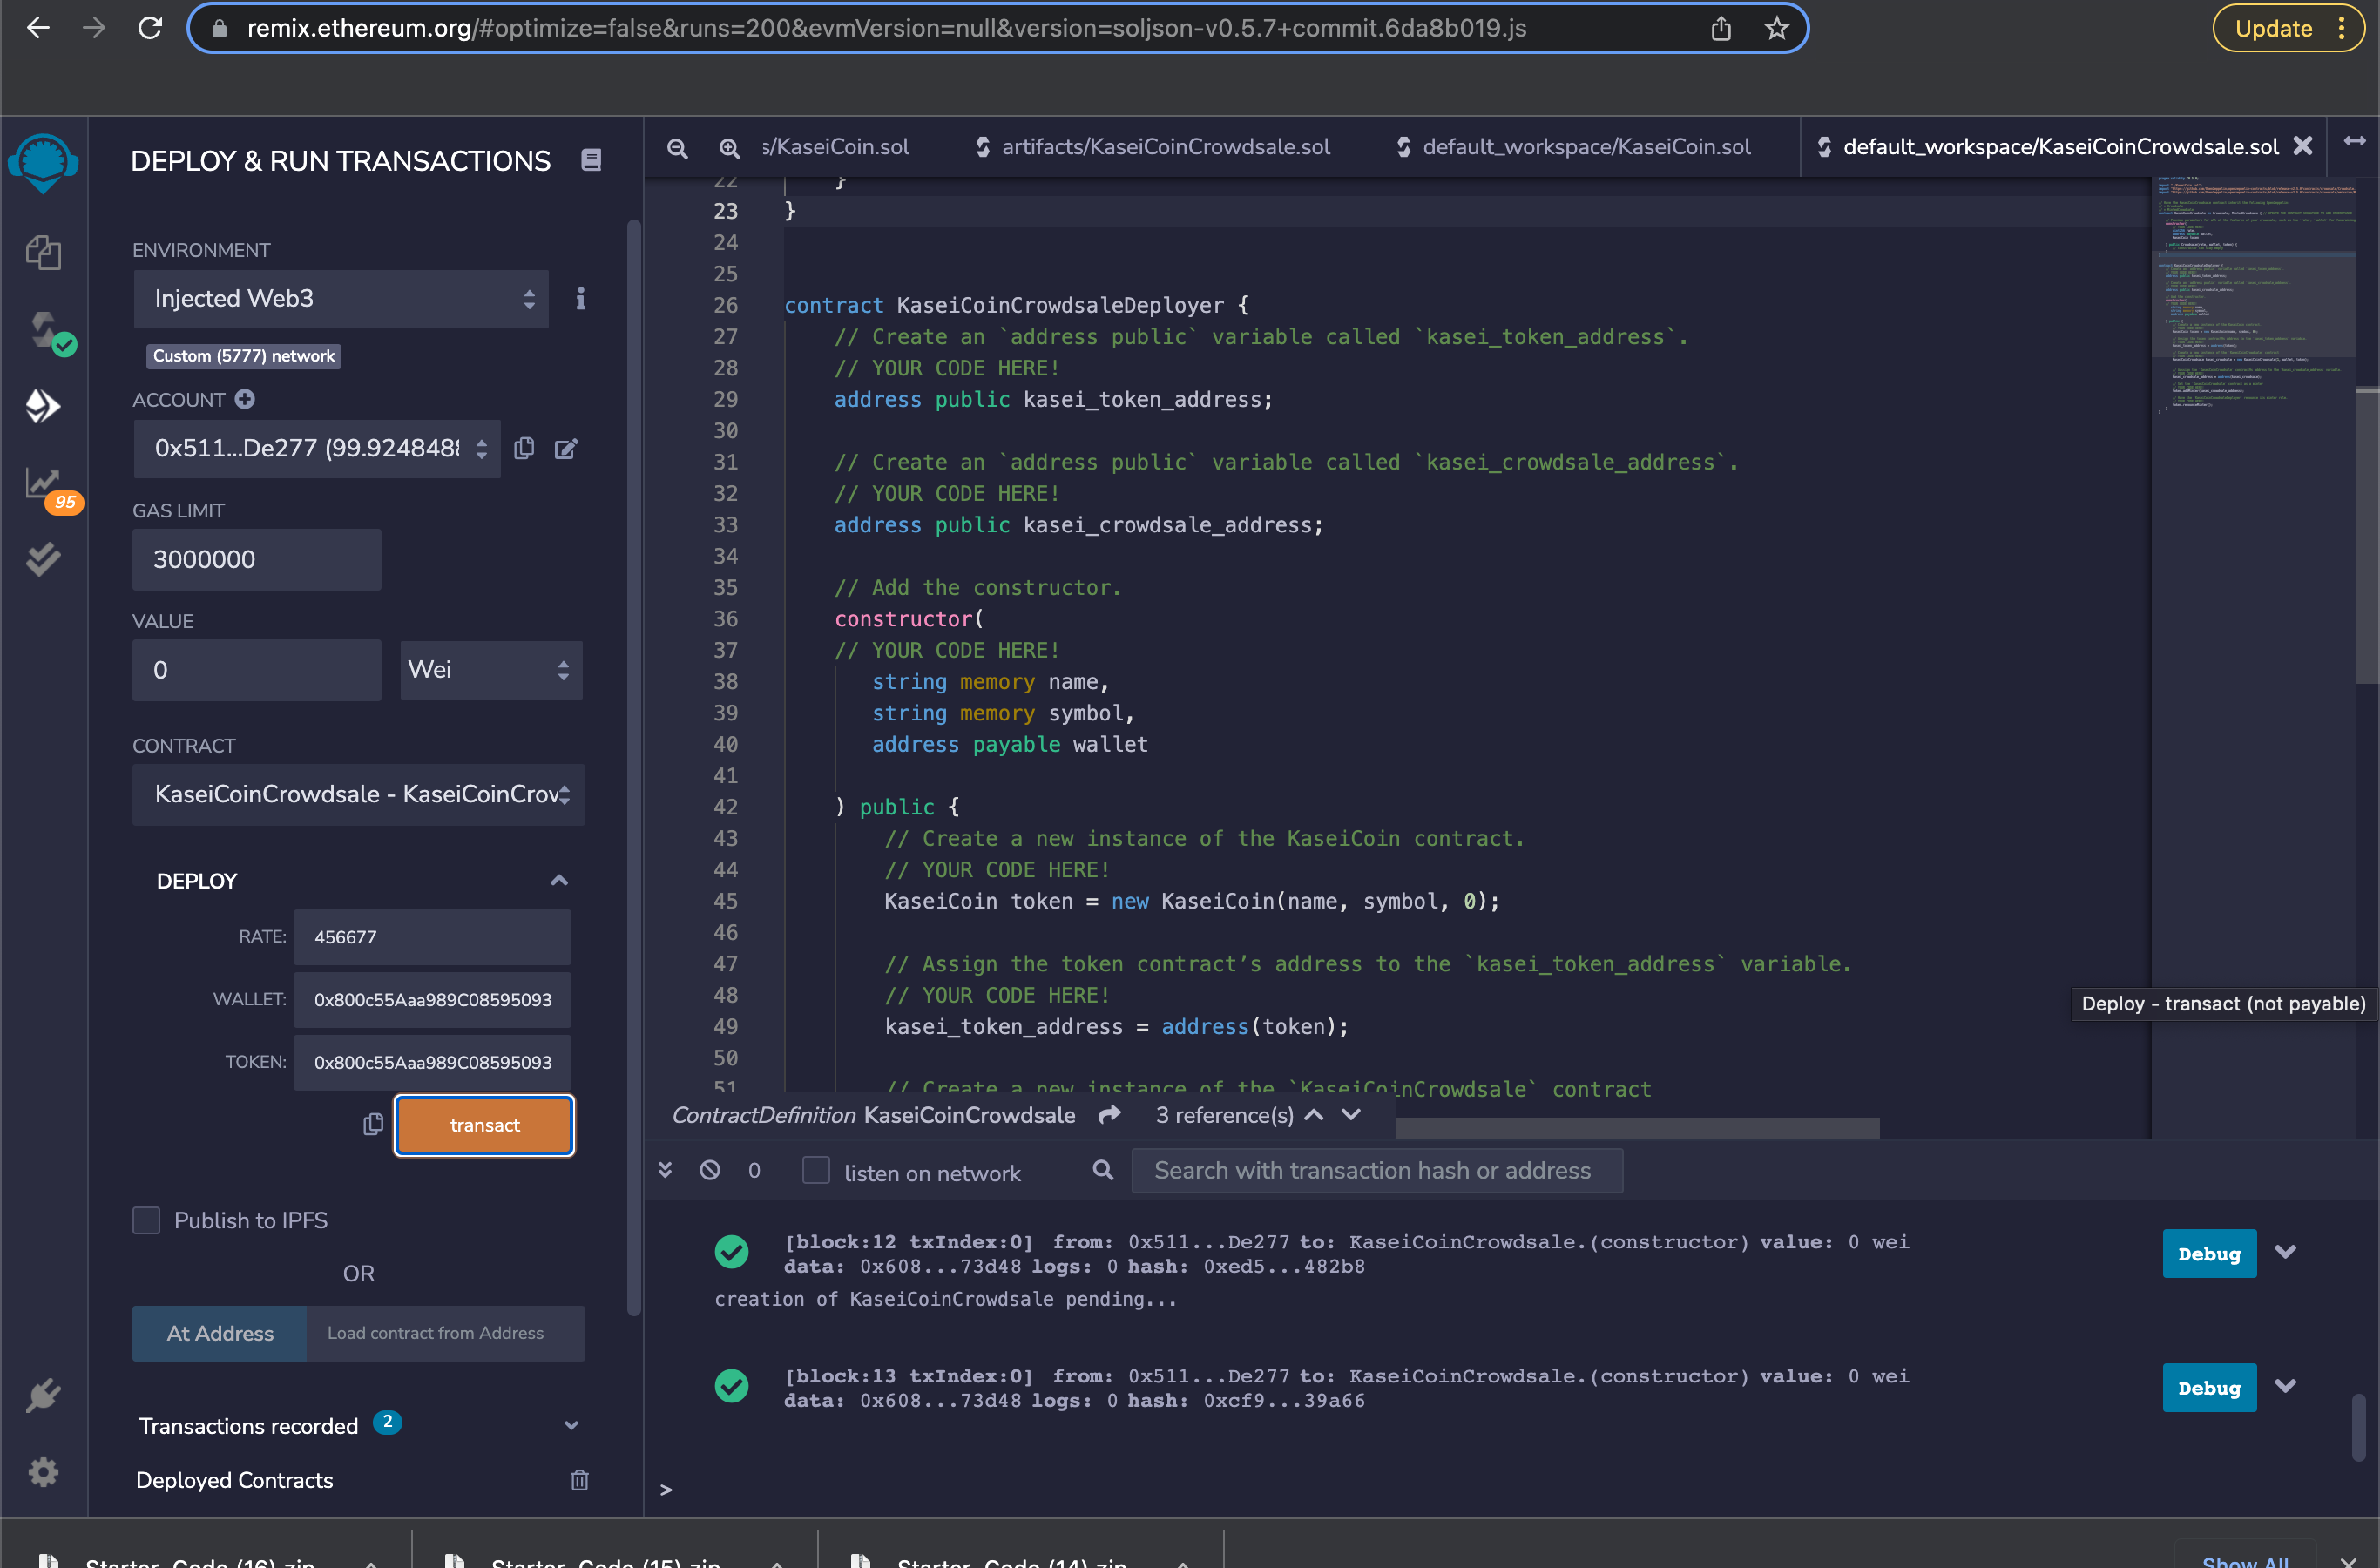 remix.ethereum.org/#optimize=false&runs=200&evmVersion=null&version=soljson-v0.5.7+commit.6da8b019.js
Update
DEPLOY & RUN TRANSACTIONS
ENVIRONMENT
Injected Web3
Custom (5777) network
ACCOUNT
0x511...De277 (99.924848
GAS LIMIT
3000000
VALUE
0
Wei
CONTRACT
KaseiCoinCrowdsale - KaseiCoinCrow
DEPLOY
RATE: 456677
WALLET: 0x800c55Aaa989C08595093
TOKEN: 0x800c55Aaa989C08595093
transact
Publish to IPFS
OR
At Address
Load contract from Address
Transactions recorded 2
Deployed Contracts
95
s/KaseiCoin.sol
artifacts/KaseiCoinCrowdsale.sol
default_workspace/KaseiCoin.sol
default_workspace/KaseiCoinCrowdsale.sol
22 }
23 }
24
25
26 contract KaseiCoinCrowdsaleDeployer {
27 // Create an `address public` variable called `kasei_token_address`.
28 // YOUR CODE HERE!
29 address public kasei_token_address;
30
31 // Create an `address public` variable called `kasei_crowdsale_address`.
32 // YOUR CODE HERE!
33 address public kasei_crowdsale_address;
34
35 // Add the constructor.
36 constructor(
37 // YOUR CODE HERE!
38 string memory name,
39 string memory symbol,
40 address payable wallet
41
42 ) public {
43 // Create a new instance of the KaseiCoin contract.
44 // YOUR CODE HERE!
45 KaseiCoin token = new KaseiCoin(name, symbol, 0);
46
47 // Assign the token contract’s address to the `kasei_token_address` variable.
48 // YOUR CODE HERE!
49 kasei_token_address = address(token);
50
51 // Create a new instance of the `KaseiCoinCrowdsale` contract
Deploy - transact (not payable)
ContractDefinition KaseiCoinCrowdsale 3 reference(s)
0
listen on network
Search with transaction hash or address
[block:12 txIndex:0] from: 0x511...De277 to: KaseiCoinCrowdsale.(constructor) value: 0 wei
data: 0x608...73d48 logs: 0 hash: 0xed5...482b8
Debug
creation of KaseiCoinCrowdsale pending...
[block:13 txIndex:0] from: 0x511...De277 to: KaseiCoinCrowdsale.(constructor) value: 0 wei
data: 0x608...73d48 logs: 0 hash: 0xcf9...39a66
Debug
>
Starter_Code (16).zip
Starter_Code (15).zip
Starter_Code (14).zip
Show All